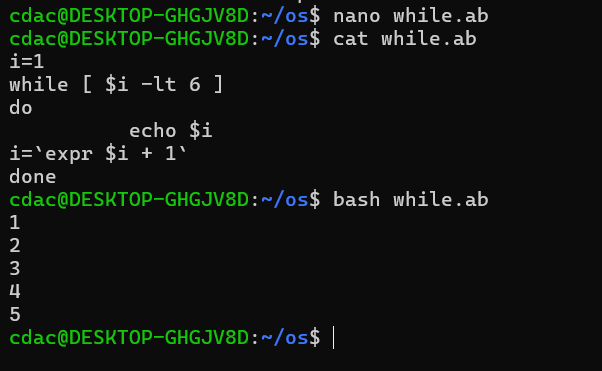 cdac@DESKTOP-GHGJV8D:~/os$ nano while.ab
cdac@DESKTOP-GHGJV8D:~/os$ cat while.ab
i=1
while [ $i -lt 6 ]
do
          echo $i
i=`expr $i + 1`
done
cdac@DESKTOP-GHGJV8D:~/os$ bash while.ab
1
2
3
4
5
cdac@DESKTOP-GHGJV8D:~/os$